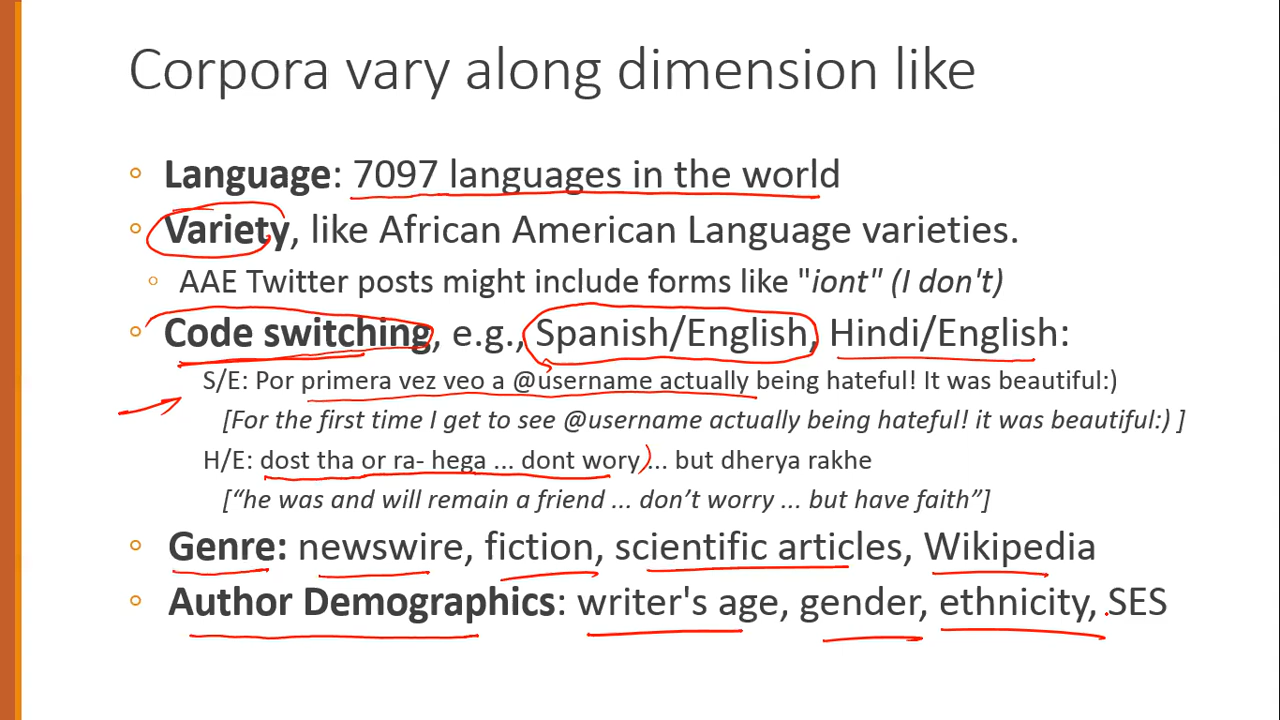 Corpora vary along dimension like
◦ Language: 7097 languages in the world
◦ Variety, like African American Language varieties.
◦ AAE Twitter posts might include forms like "iont" (I don't)
◦ Code switching, e.g., Spanish/English, Hindi/English:
S/E: Por primera vez veo a @username actually being hateful! It was beautiful:)
[For the first time I get to see @username actually being hateful! it was beautiful:) ]
H/E: dost tha or ra- hega ... dont wory ... but dherya rakhe
[“he was and will remain a friend ... don’t worry ... but have faith”]
◦ Genre: newswire, fiction, scientific articles, Wikipedia
◦ Author Demographics: writer's age, gender, ethnicity, SES